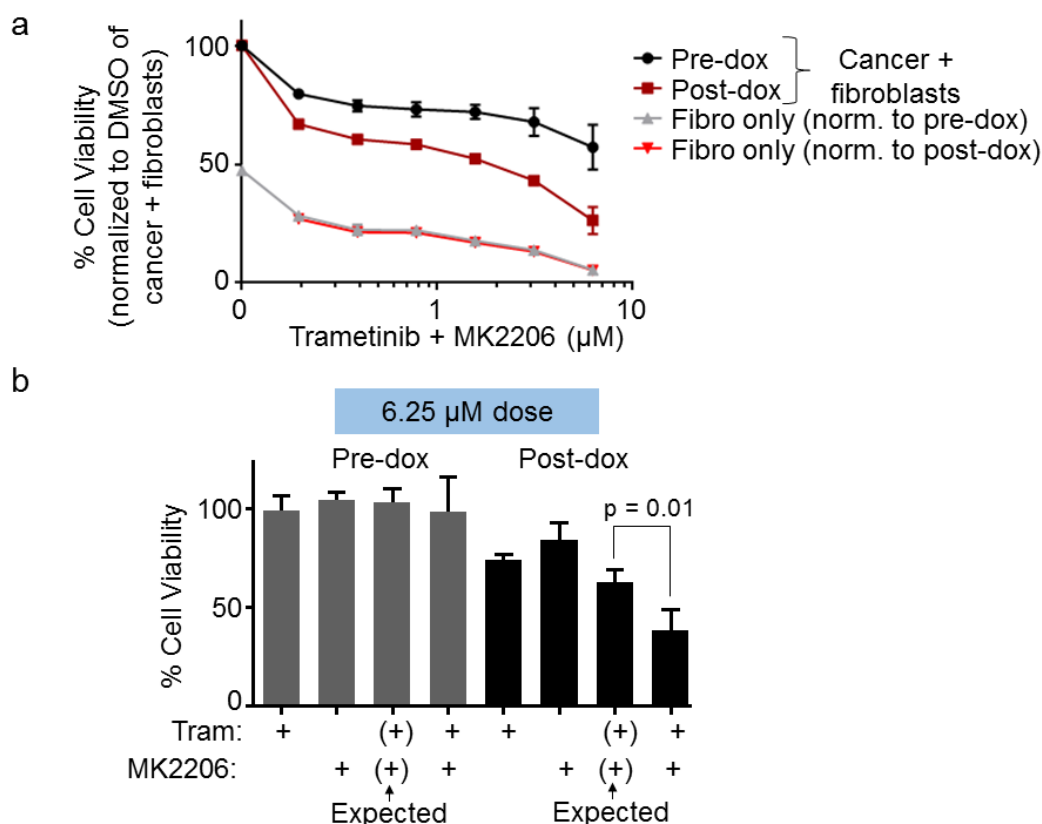 a
% Cell Viability
(normalized to DMSO of
cancer + fibroblasts)
100
50
0
0 1 10
Trametinib + MK2206 (µM)
Pre-dox
Post-dox
Cancer +
fibroblasts
Fibro only (norm. to pre-dox)
Fibro only (norm. to post-dox)
b
6.25 µM dose
Pre-dox Post-dox
p = 0.01
% Cell Viability
100
50
0
Tram: + (+) + + (+) +
MK2206: + (+) + + (+) +
Expected Expected